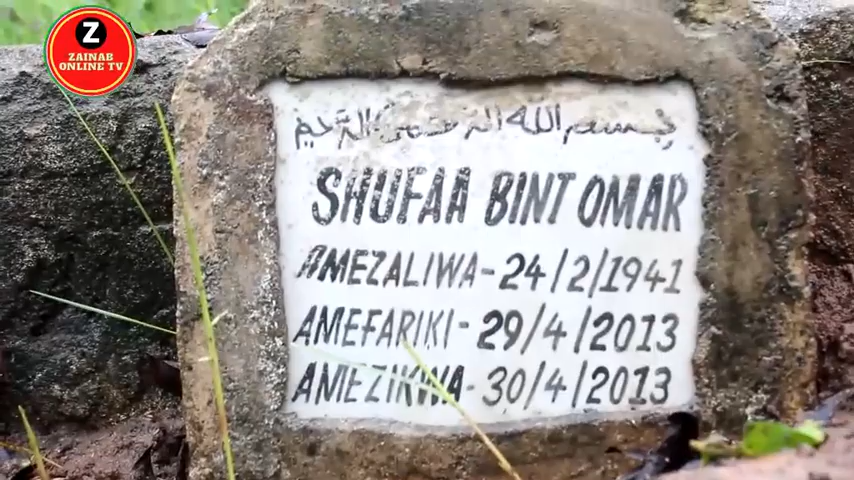 Z
ZAINAB
ONLINE TV
بسم الله الرحمن الرحيم
SHUFAA BINT OMAR
AMEZALIWA-24/2/1941
AMEFARIKI-29/4/2013
AMEZIKWA-30/4/2013